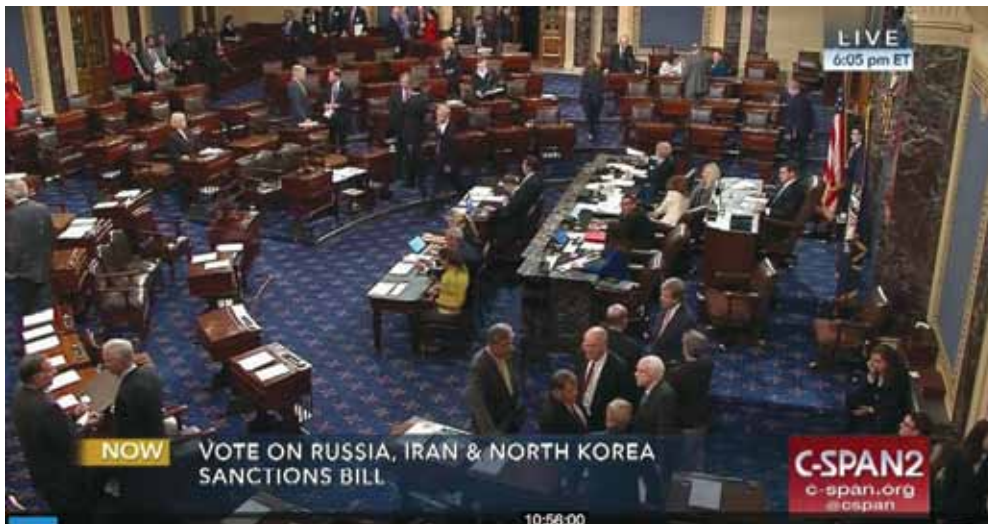 LIVE
6:05 pm ET
NOW
VOTE ON RUSSIA, IRAN & NORTH KOREA
SANCTIONS BILL
C-SPAN2
c-span.org
@cspan
10:56:00